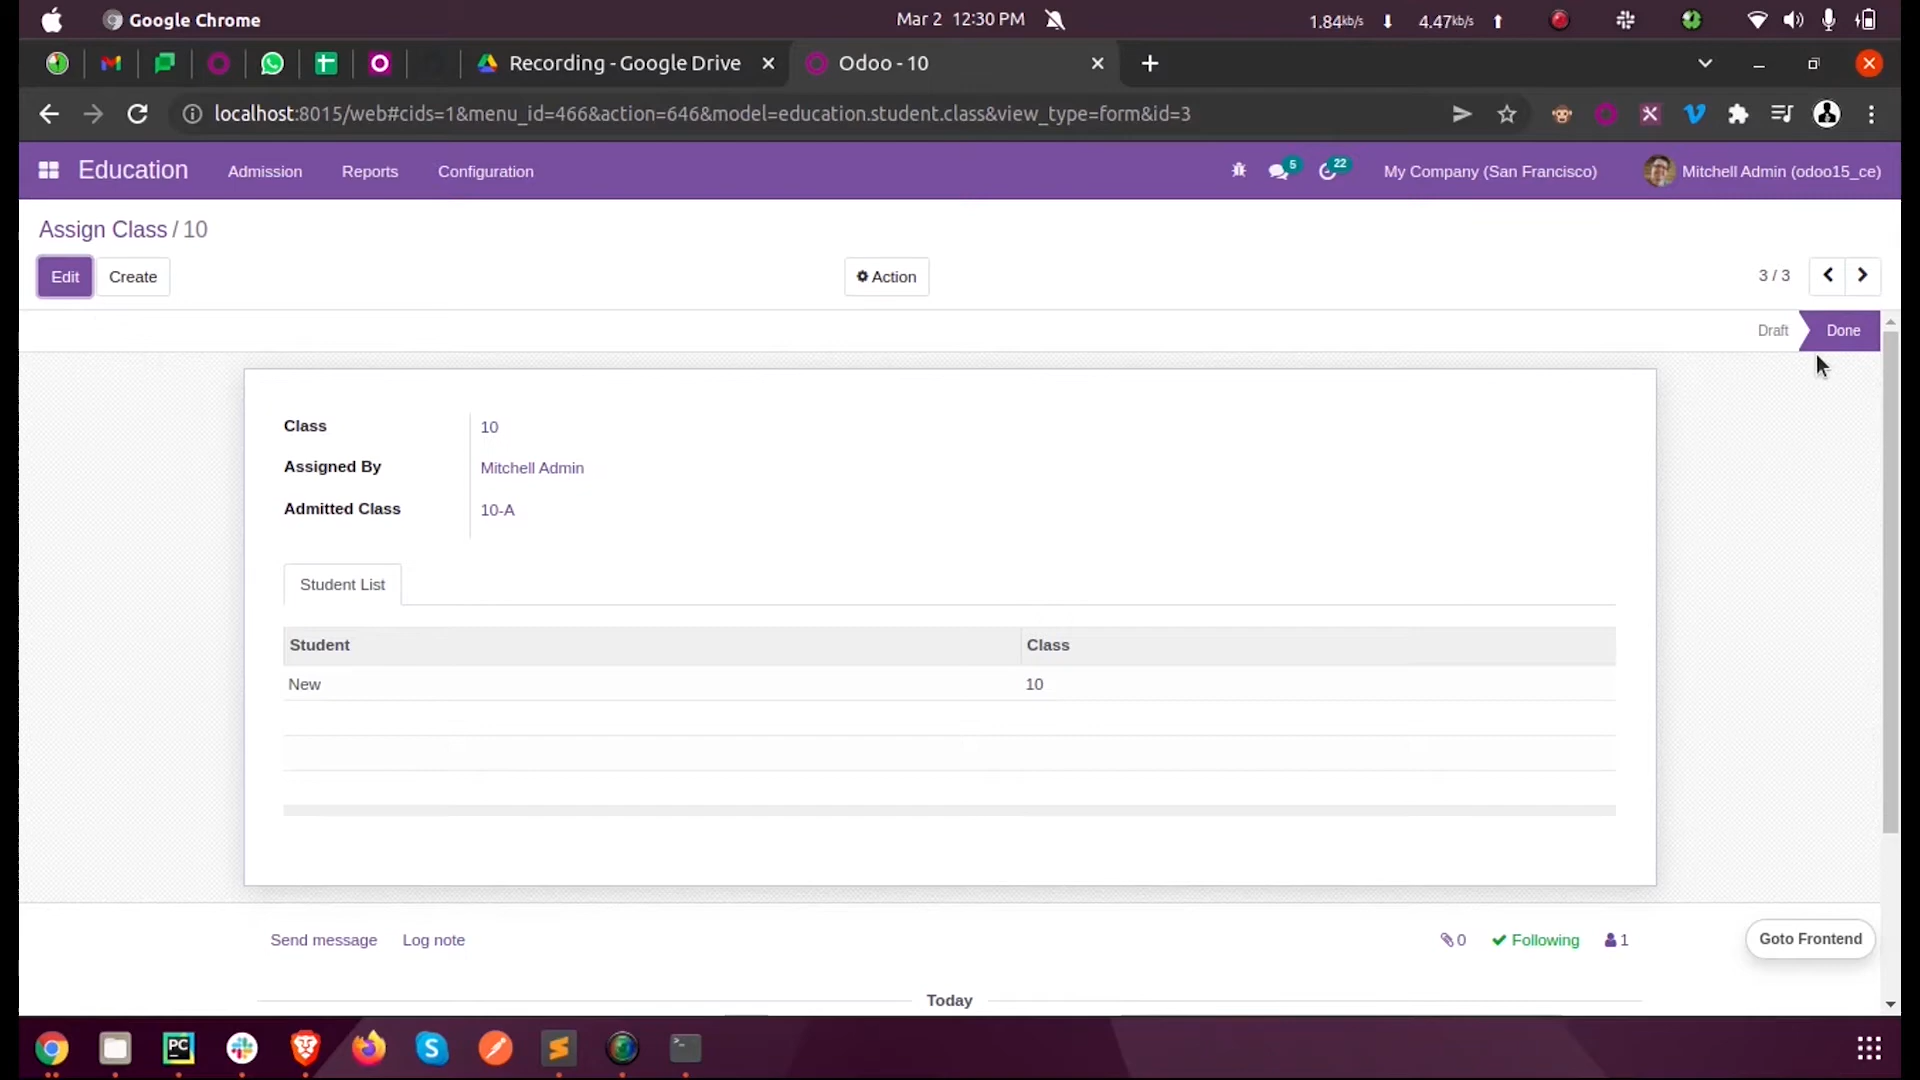 Google Chrome
Mar 2 12:30 PM
1.84kb/s 4.47kb/s
Recording - Google Drive
Odoo - 10
localhost:8015/web#cids=1&menu_id=466&action=646&model=education.student.class&view_type=form&id=3
Education Admission Reports Configuration
5 22 My Company (San Francisco) Mitchell Admin (odoo15_ce)
Assign Class / 10
Edit Create Action 3 / 3
Draft Done
Class 10
Assigned By Mitchell Admin
Admitted Class 10-A
Student List
Student Class
New 10
Send message Log note 0 Following 1
Goto Frontend
Today
PC
S